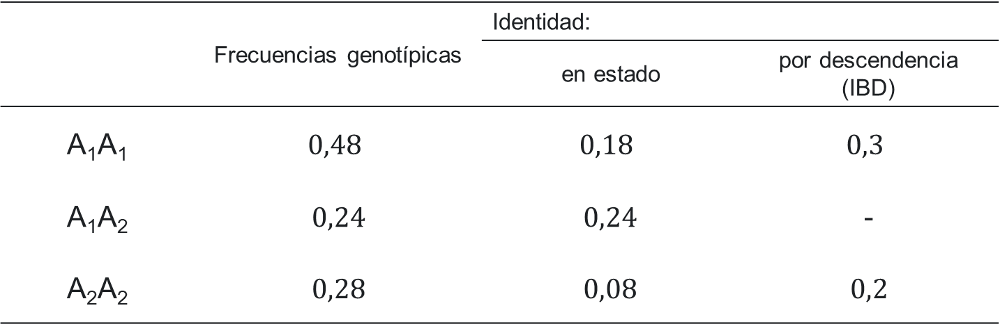 Identidad:
Frecuencias genotípicas
en estado
por descendencia
(IBD)
A₁A₁ 0,48 0,18 0,3
A₁A₂ 0,24 0,24 -
A₂A₂ 0,28 0,08 0,2